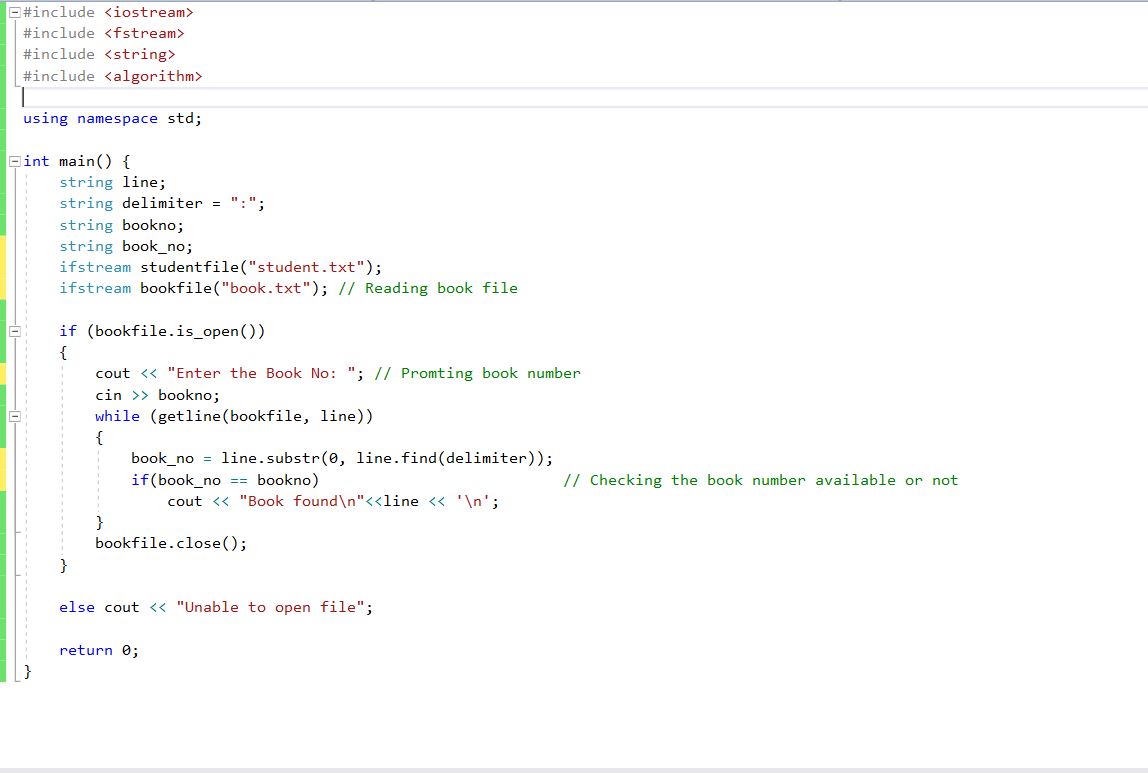 #include <iostream>
#include <fstream>
#include <string>
#include <algorithm>
using namespace std;
int main() {
string line;
string delimiter = ":";
string bookno;
string book_no;
ifstream studentfile("student.txt");
ifstream bookfile("book.txt"); // Reading book file
if (bookfile.is_open())
{
cout << "Enter the Book No: "; // Promting book number
cin >> bookno;
while (getline(bookfile, line))
{
book_no = line.substr(0, line.find(delimiter));
if(book_no == bookno) // Checking the book number available or not
cout << "Book found\n"<<line << '\n';
}
bookfile.close();
}
else cout << "Unable to open file";
return 0;
}